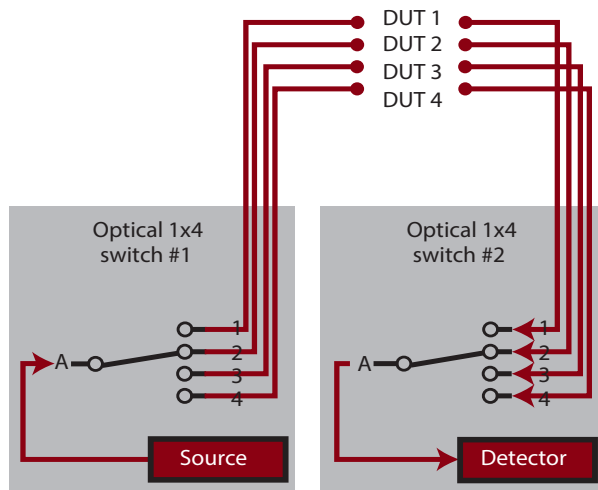 DUT 1
DUT 2
DUT 3
DUT 4
Optical 1x4
switch #1
Optical 1x4
switch #2
1
2
3
4
A
Source
1
2
3
4
A
Detector